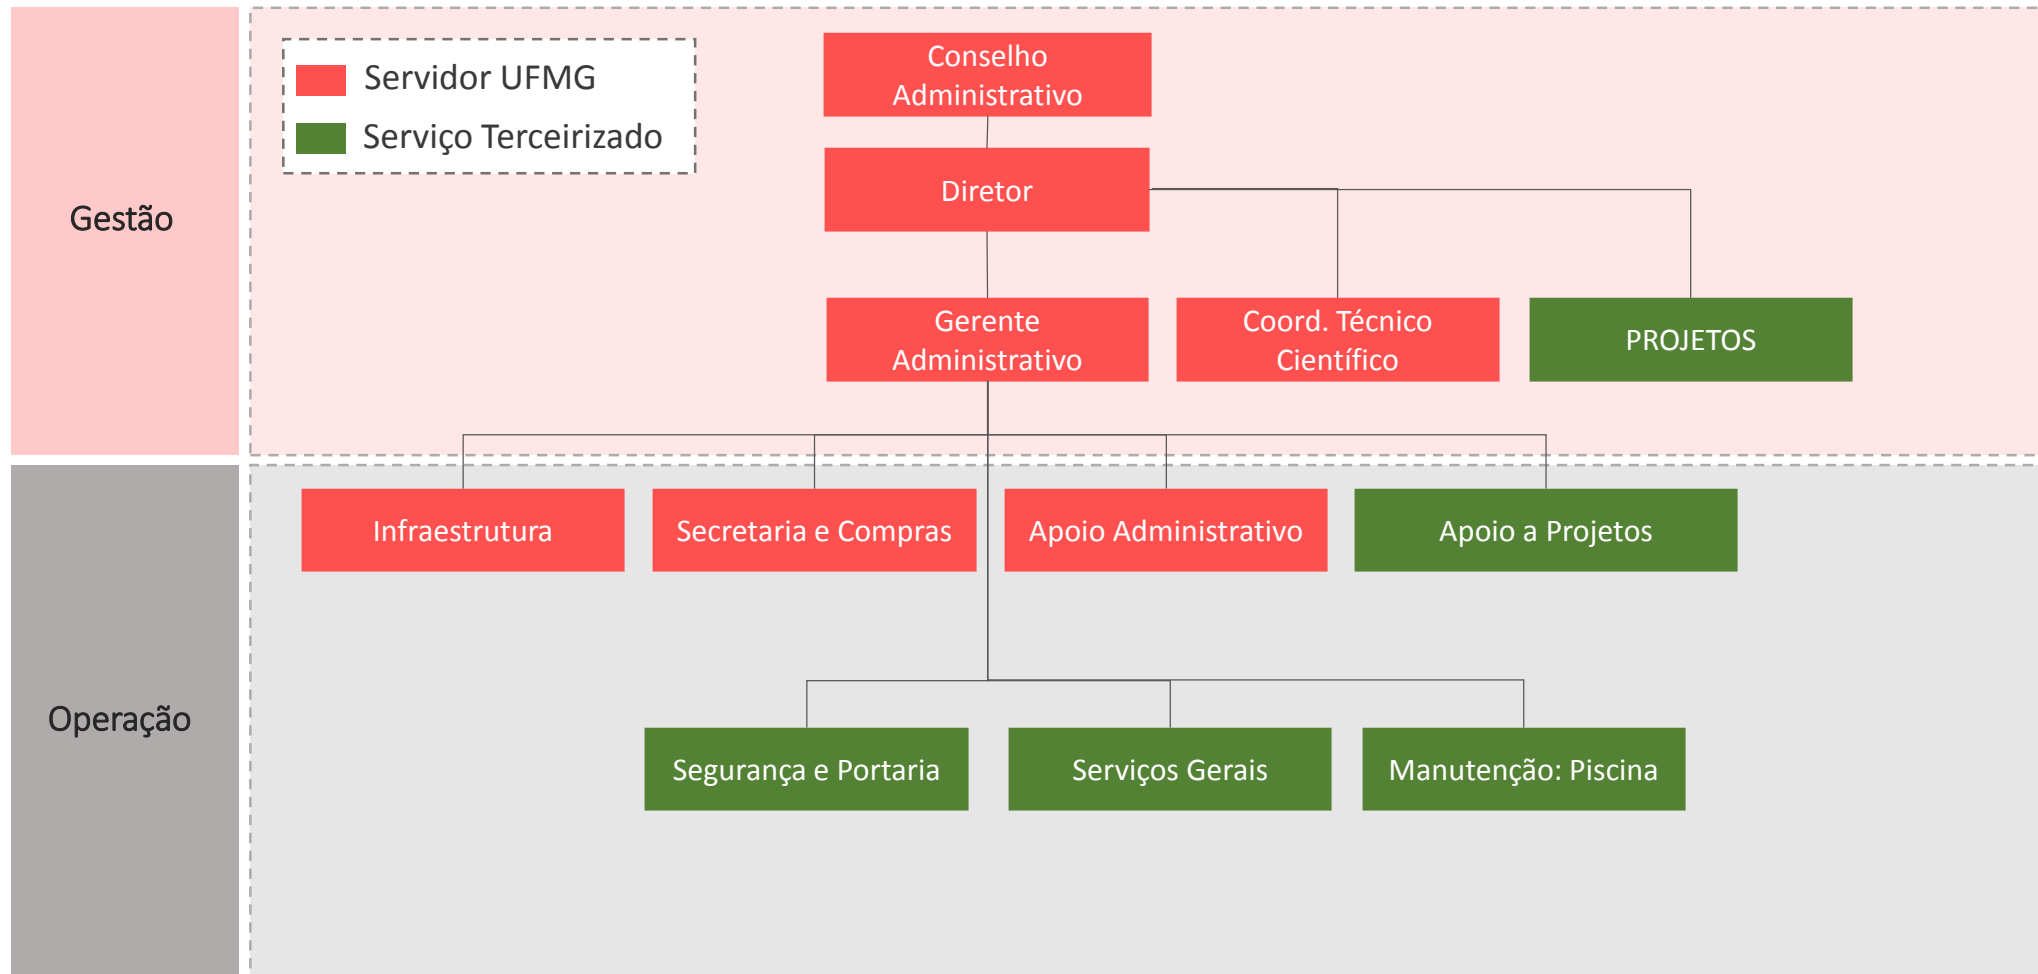 Gestão
Servidor UFMG
Serviço Terceirizado
Conselho
Administrativo
Diretor
Gerente
Administrativo
Coord. Técnico
Científico
PROJETOS
Operação
Infraestrutura
Secretaria e Compras
Apoio Administrativo
Apoio a Projetos
Segurança e Portaria
Serviços Gerais
Manutenção: Piscina